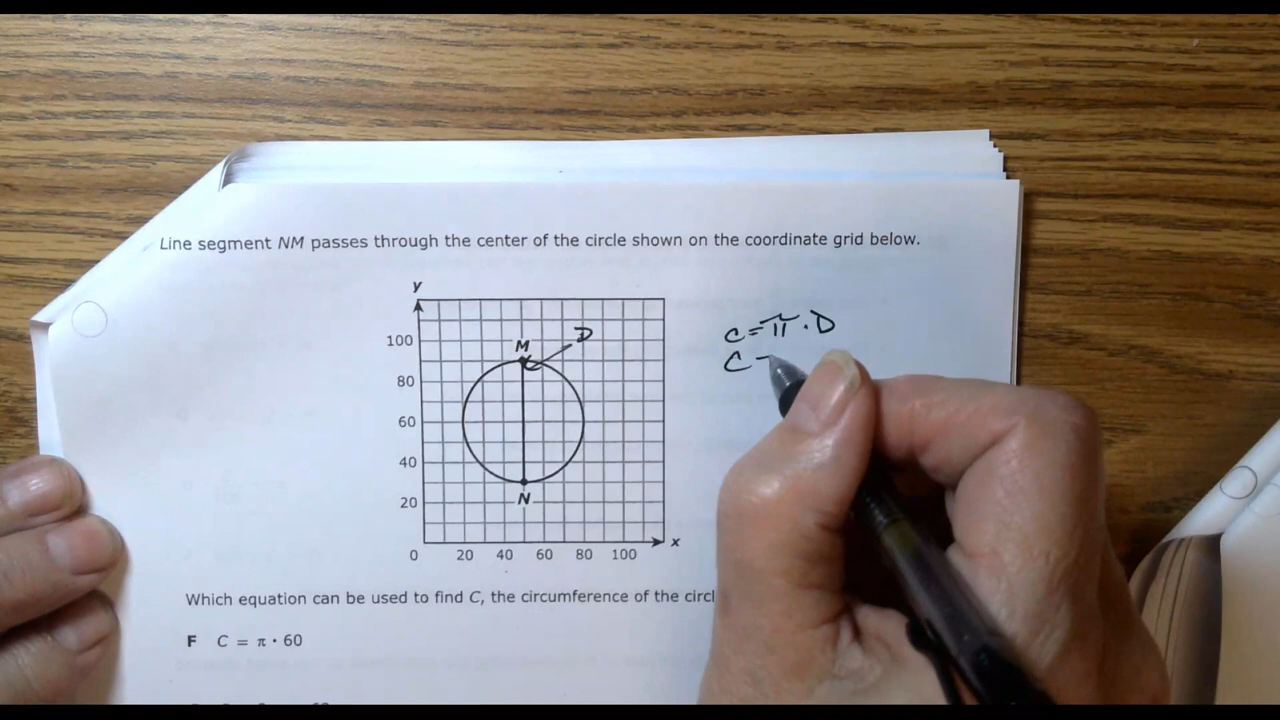 Line segment NM passes through the center of the circle shown on the coordinate grid below.
y
100
M
D
80
60
40
20
N
0
20
40
60
80
100
x
C = π · D
C
Which equation can be used to find C, the circumference of the
F C = π · 60